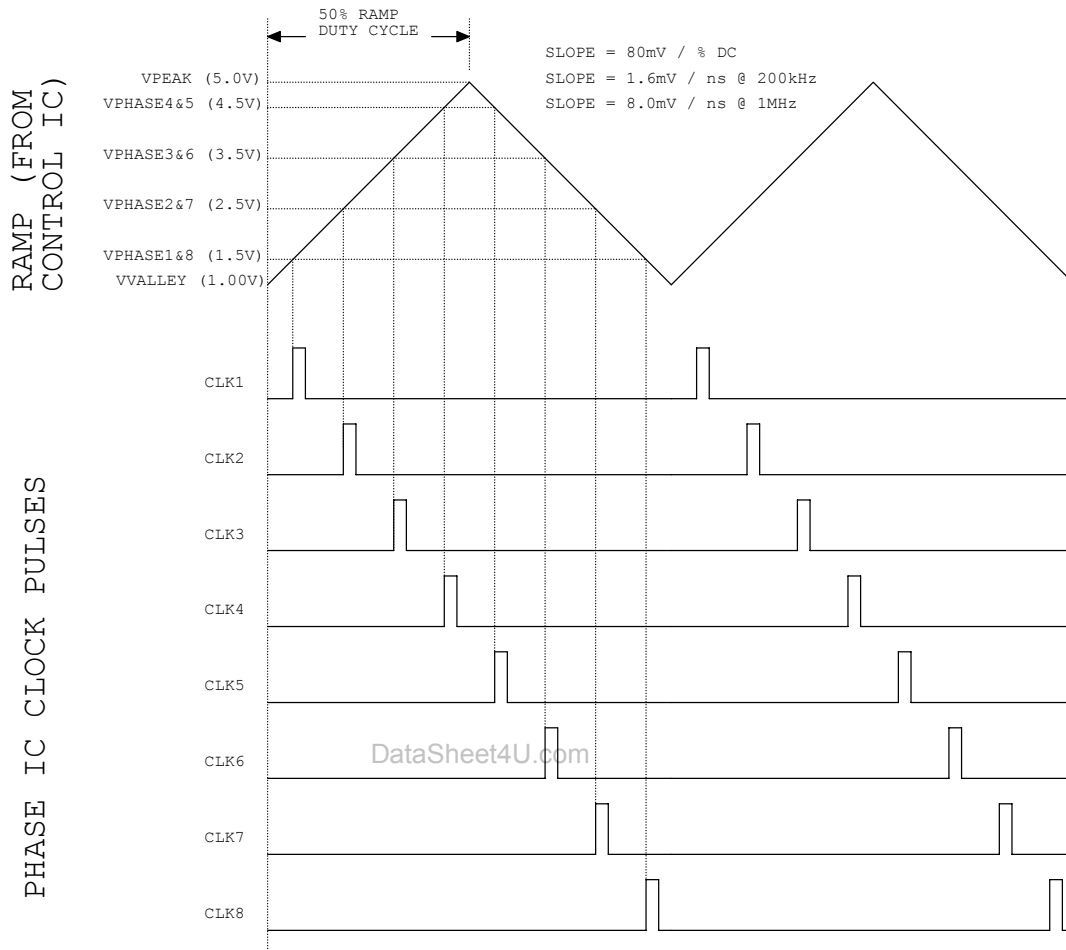 50% RAMP
DUTY CYCLE
SLOPE = 80mV / % DC
SLOPE = 1.6mV / ns @ 200kHz
SLOPE = 8.0mV / ns @ 1MHz
RAMP (FROM
CONTROL IC)
VPEAK (5.0V)
VPHASE4&5 (4.5V)
VPHASE3&6 (3.5V)
VPHASE2&7 (2.5V)
VPHASE1&8 (1.5V)
VVALLEY (1.00V)
PHASE IC CLOCK PULSES
CLK1
CLK2
CLK3
CLK4
CLK5
CLK6
DataSheet4U.com
CLK7
CLK8